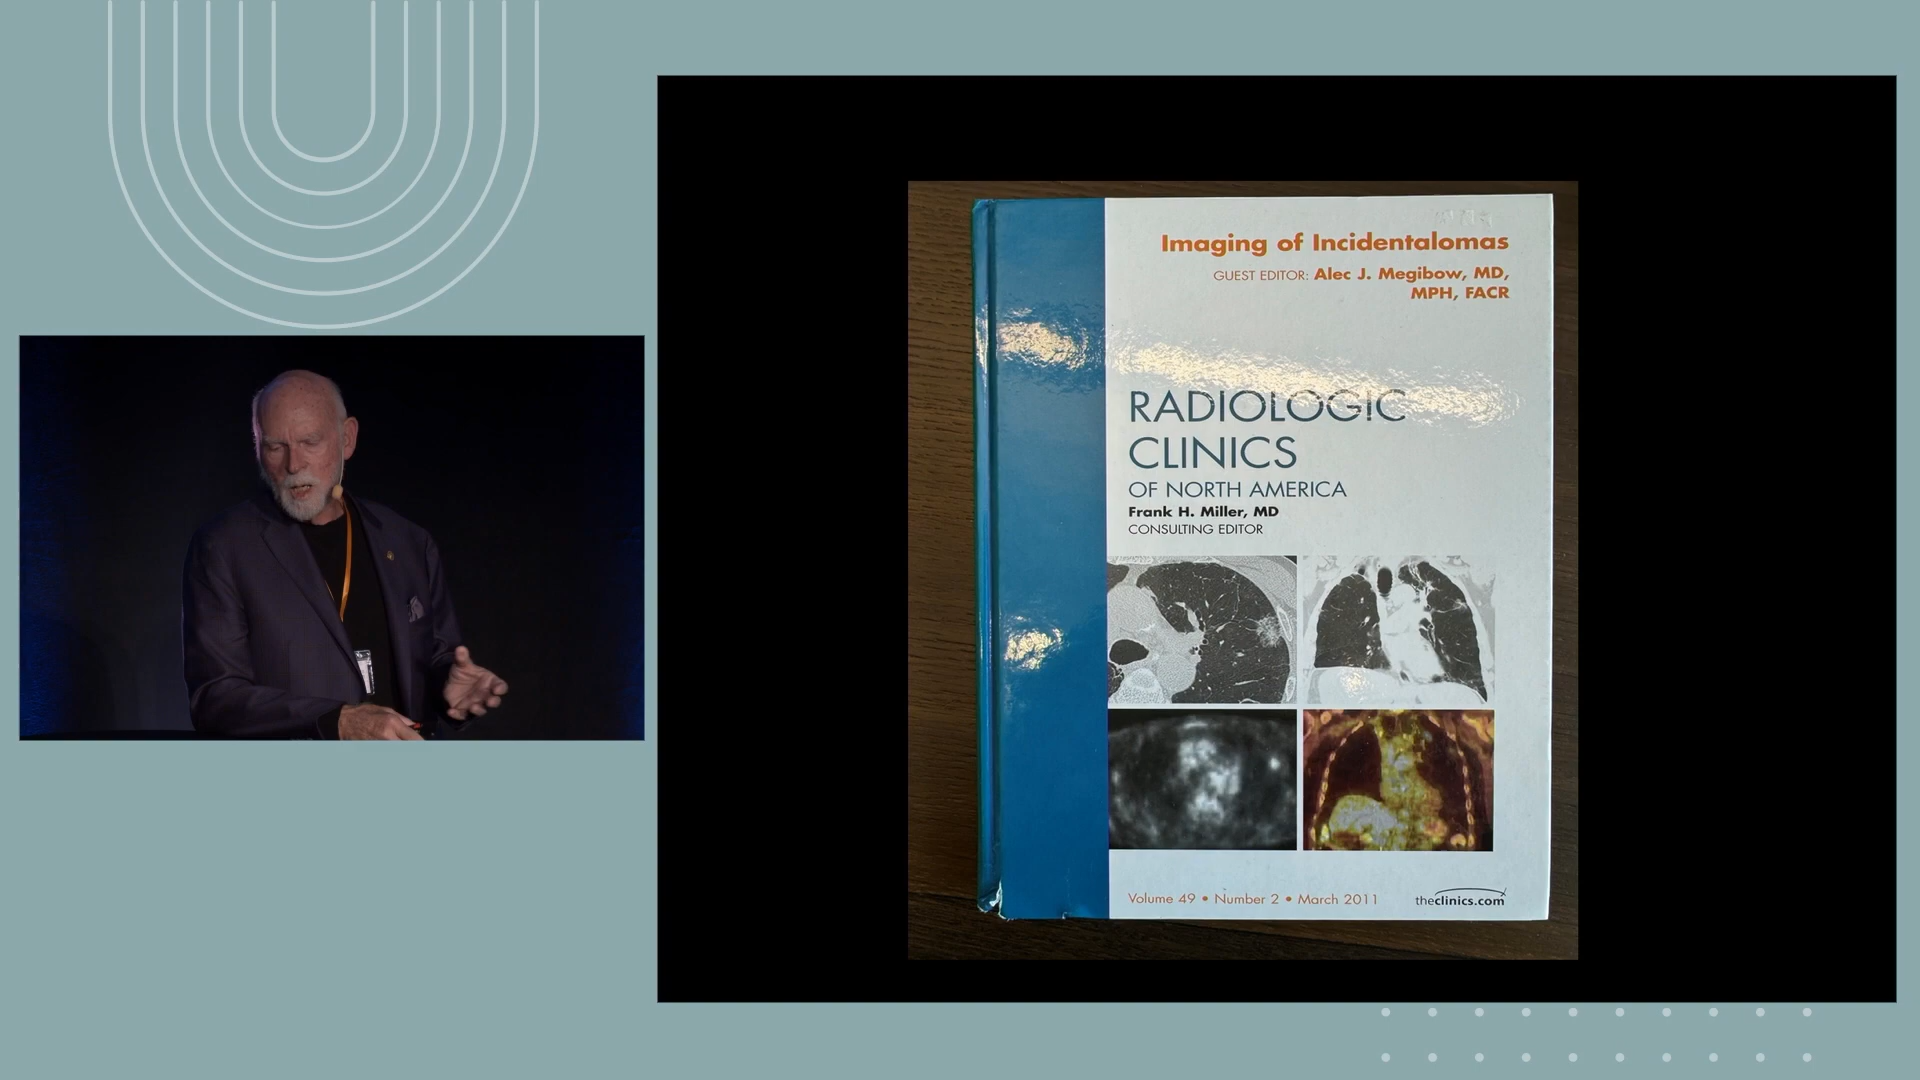 Imaging of Incidentalomas
GUEST EDITOR: Alec J. Megibow, MD,
MPH, FACR
RADIOLOGIC
CLINICS
OF NORTH AMERICA
Frank H. Miller, MD
CONSULTING EDITOR
Volume 49 • Number 2 • March 2011
theclinics.com